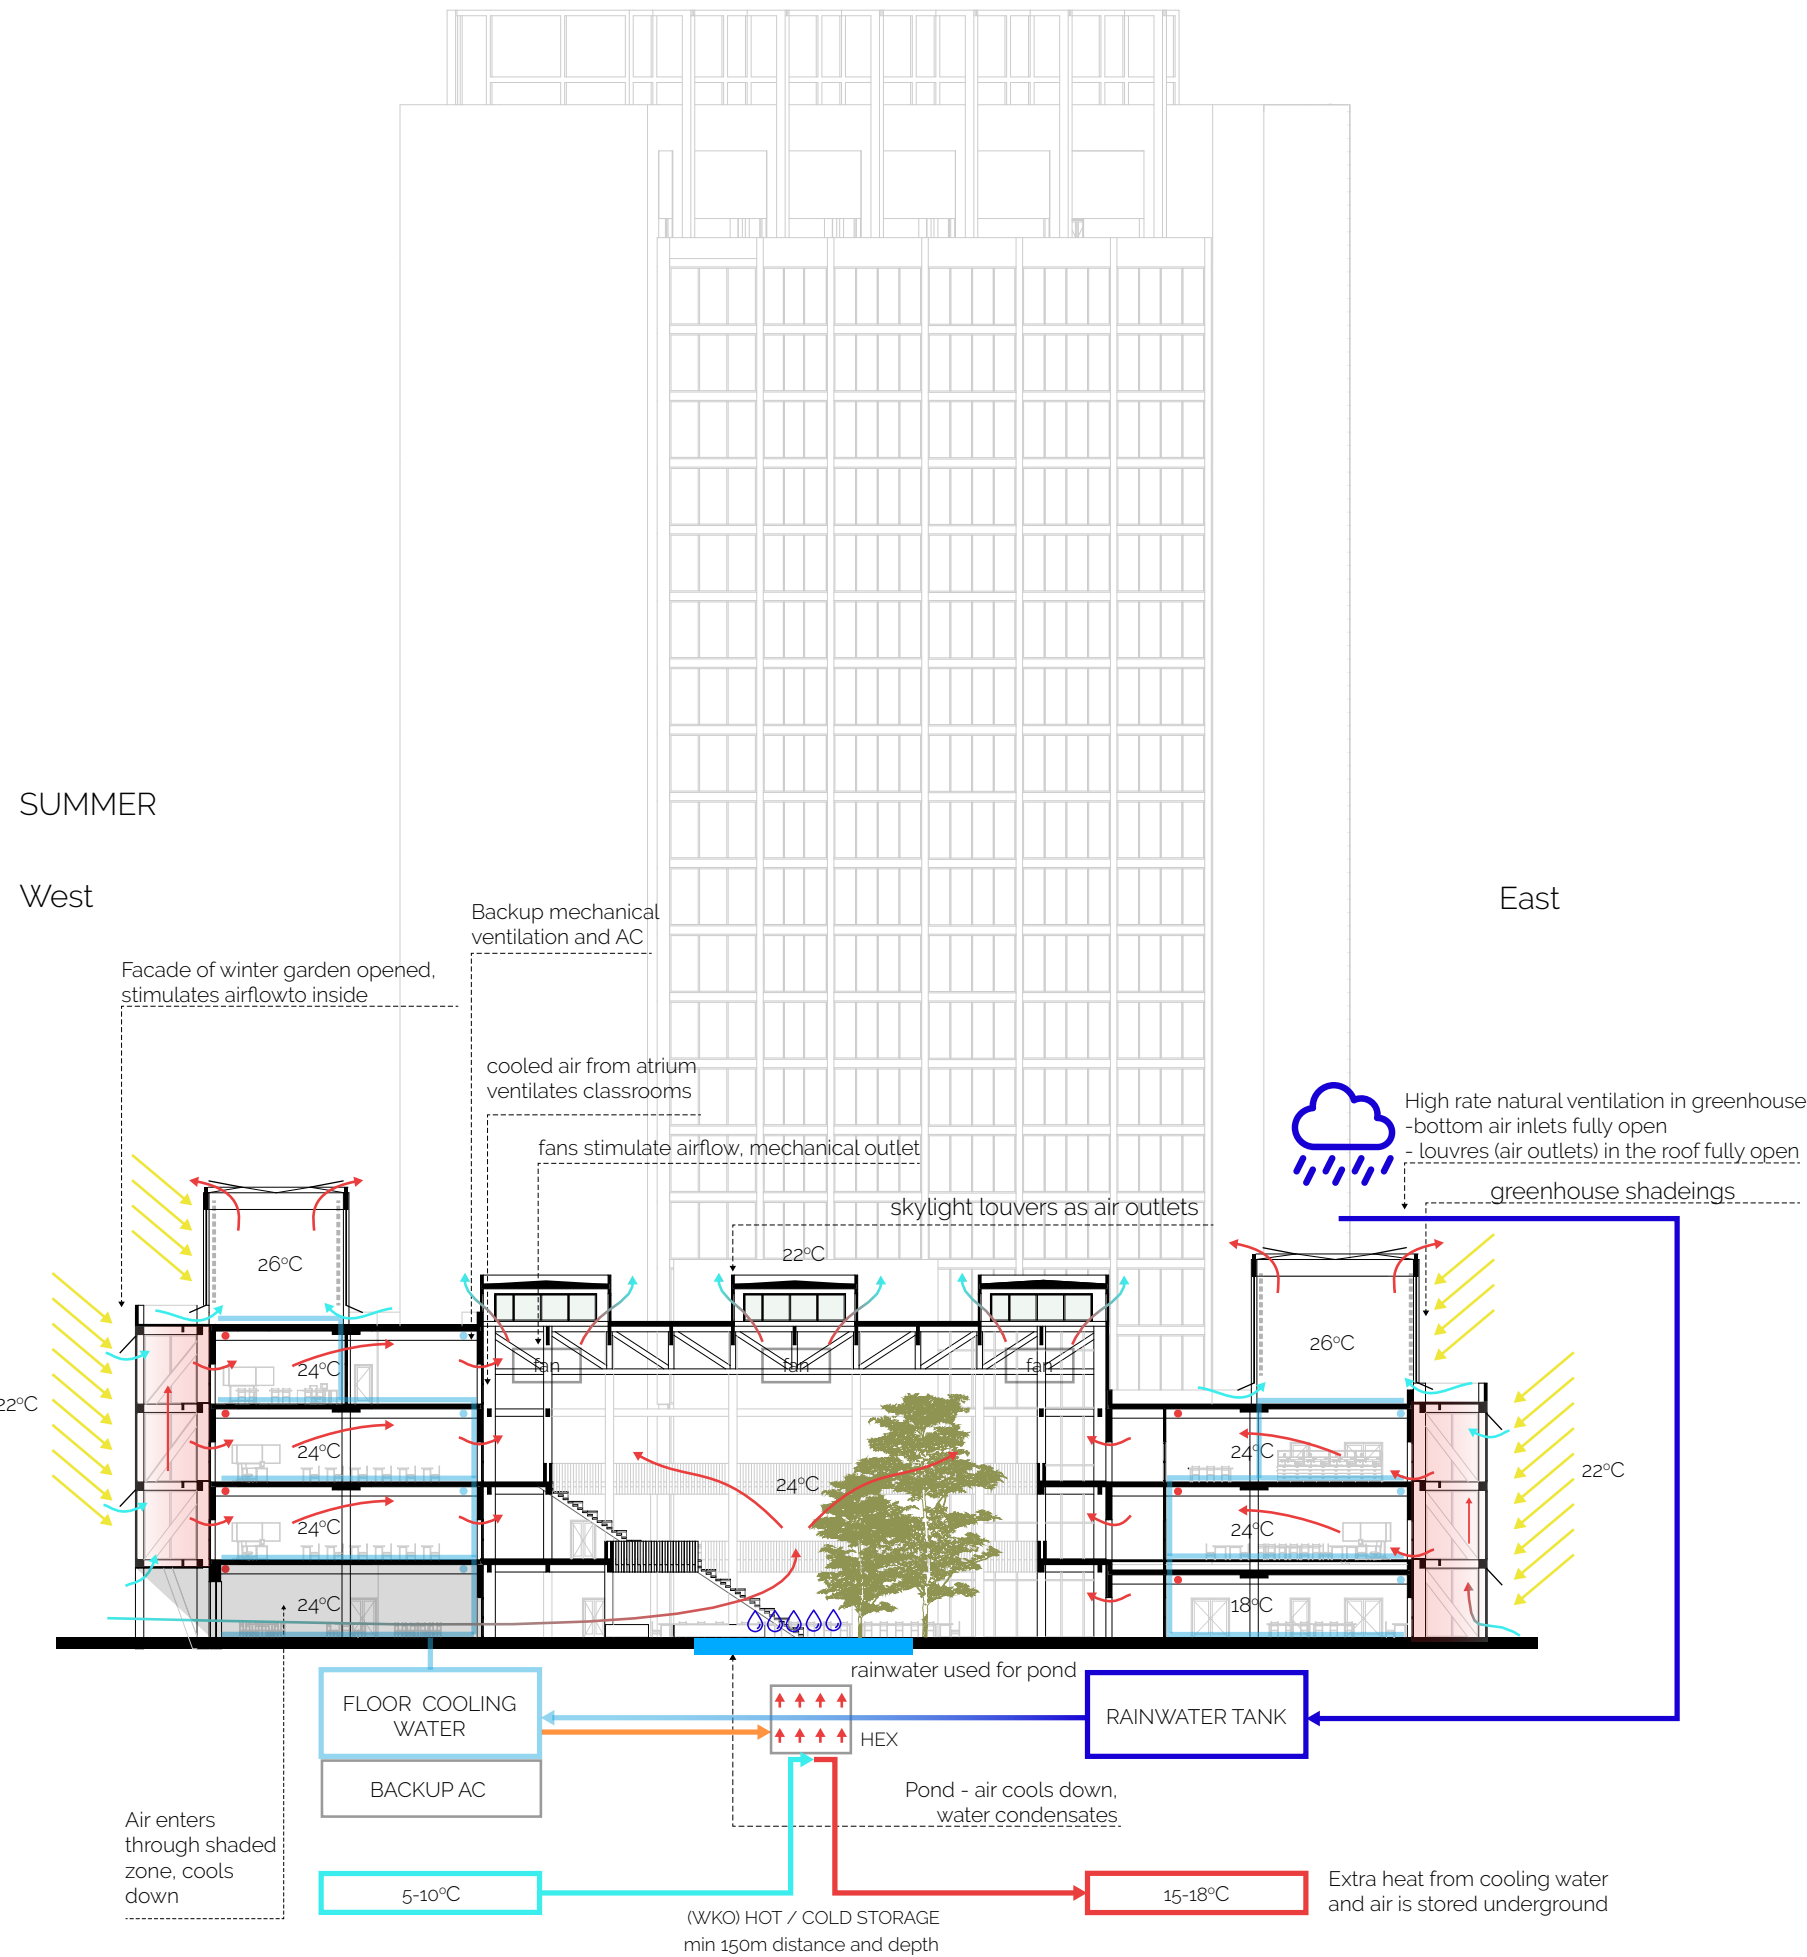 SUMMER
West
East
Backup mechanical
ventilation and AC
Facade of winter garden opened,
stimulates airflowto inside
cooled air from atrium
ventilates classrooms
fans stimulate airflow, mechanical outlet
High rate natural ventilation in greenhouse
-bottom air inlets fully open
- louvres (air outlets) in the roof fully open
greenhouse shadeings
skylight louvers as air outlets
22°C
26°C
26°C
fan
fan
fan
24°C
22°C
24°C
24°C
24°C
22°C
24°C
24°C
24°C
18°C
rainwater used for pond
FLOOR COOLING
WATER
RAINWATER TANK
HEX
BACKUP AC
Pond - air cools down,
water condensates
Air enters
through shaded
zone, cools
down
5-10°C
15-18°C
Extra heat from cooling water
and air is stored underground
(WKO) HOT / COLD STORAGE
min 150m distance and depth